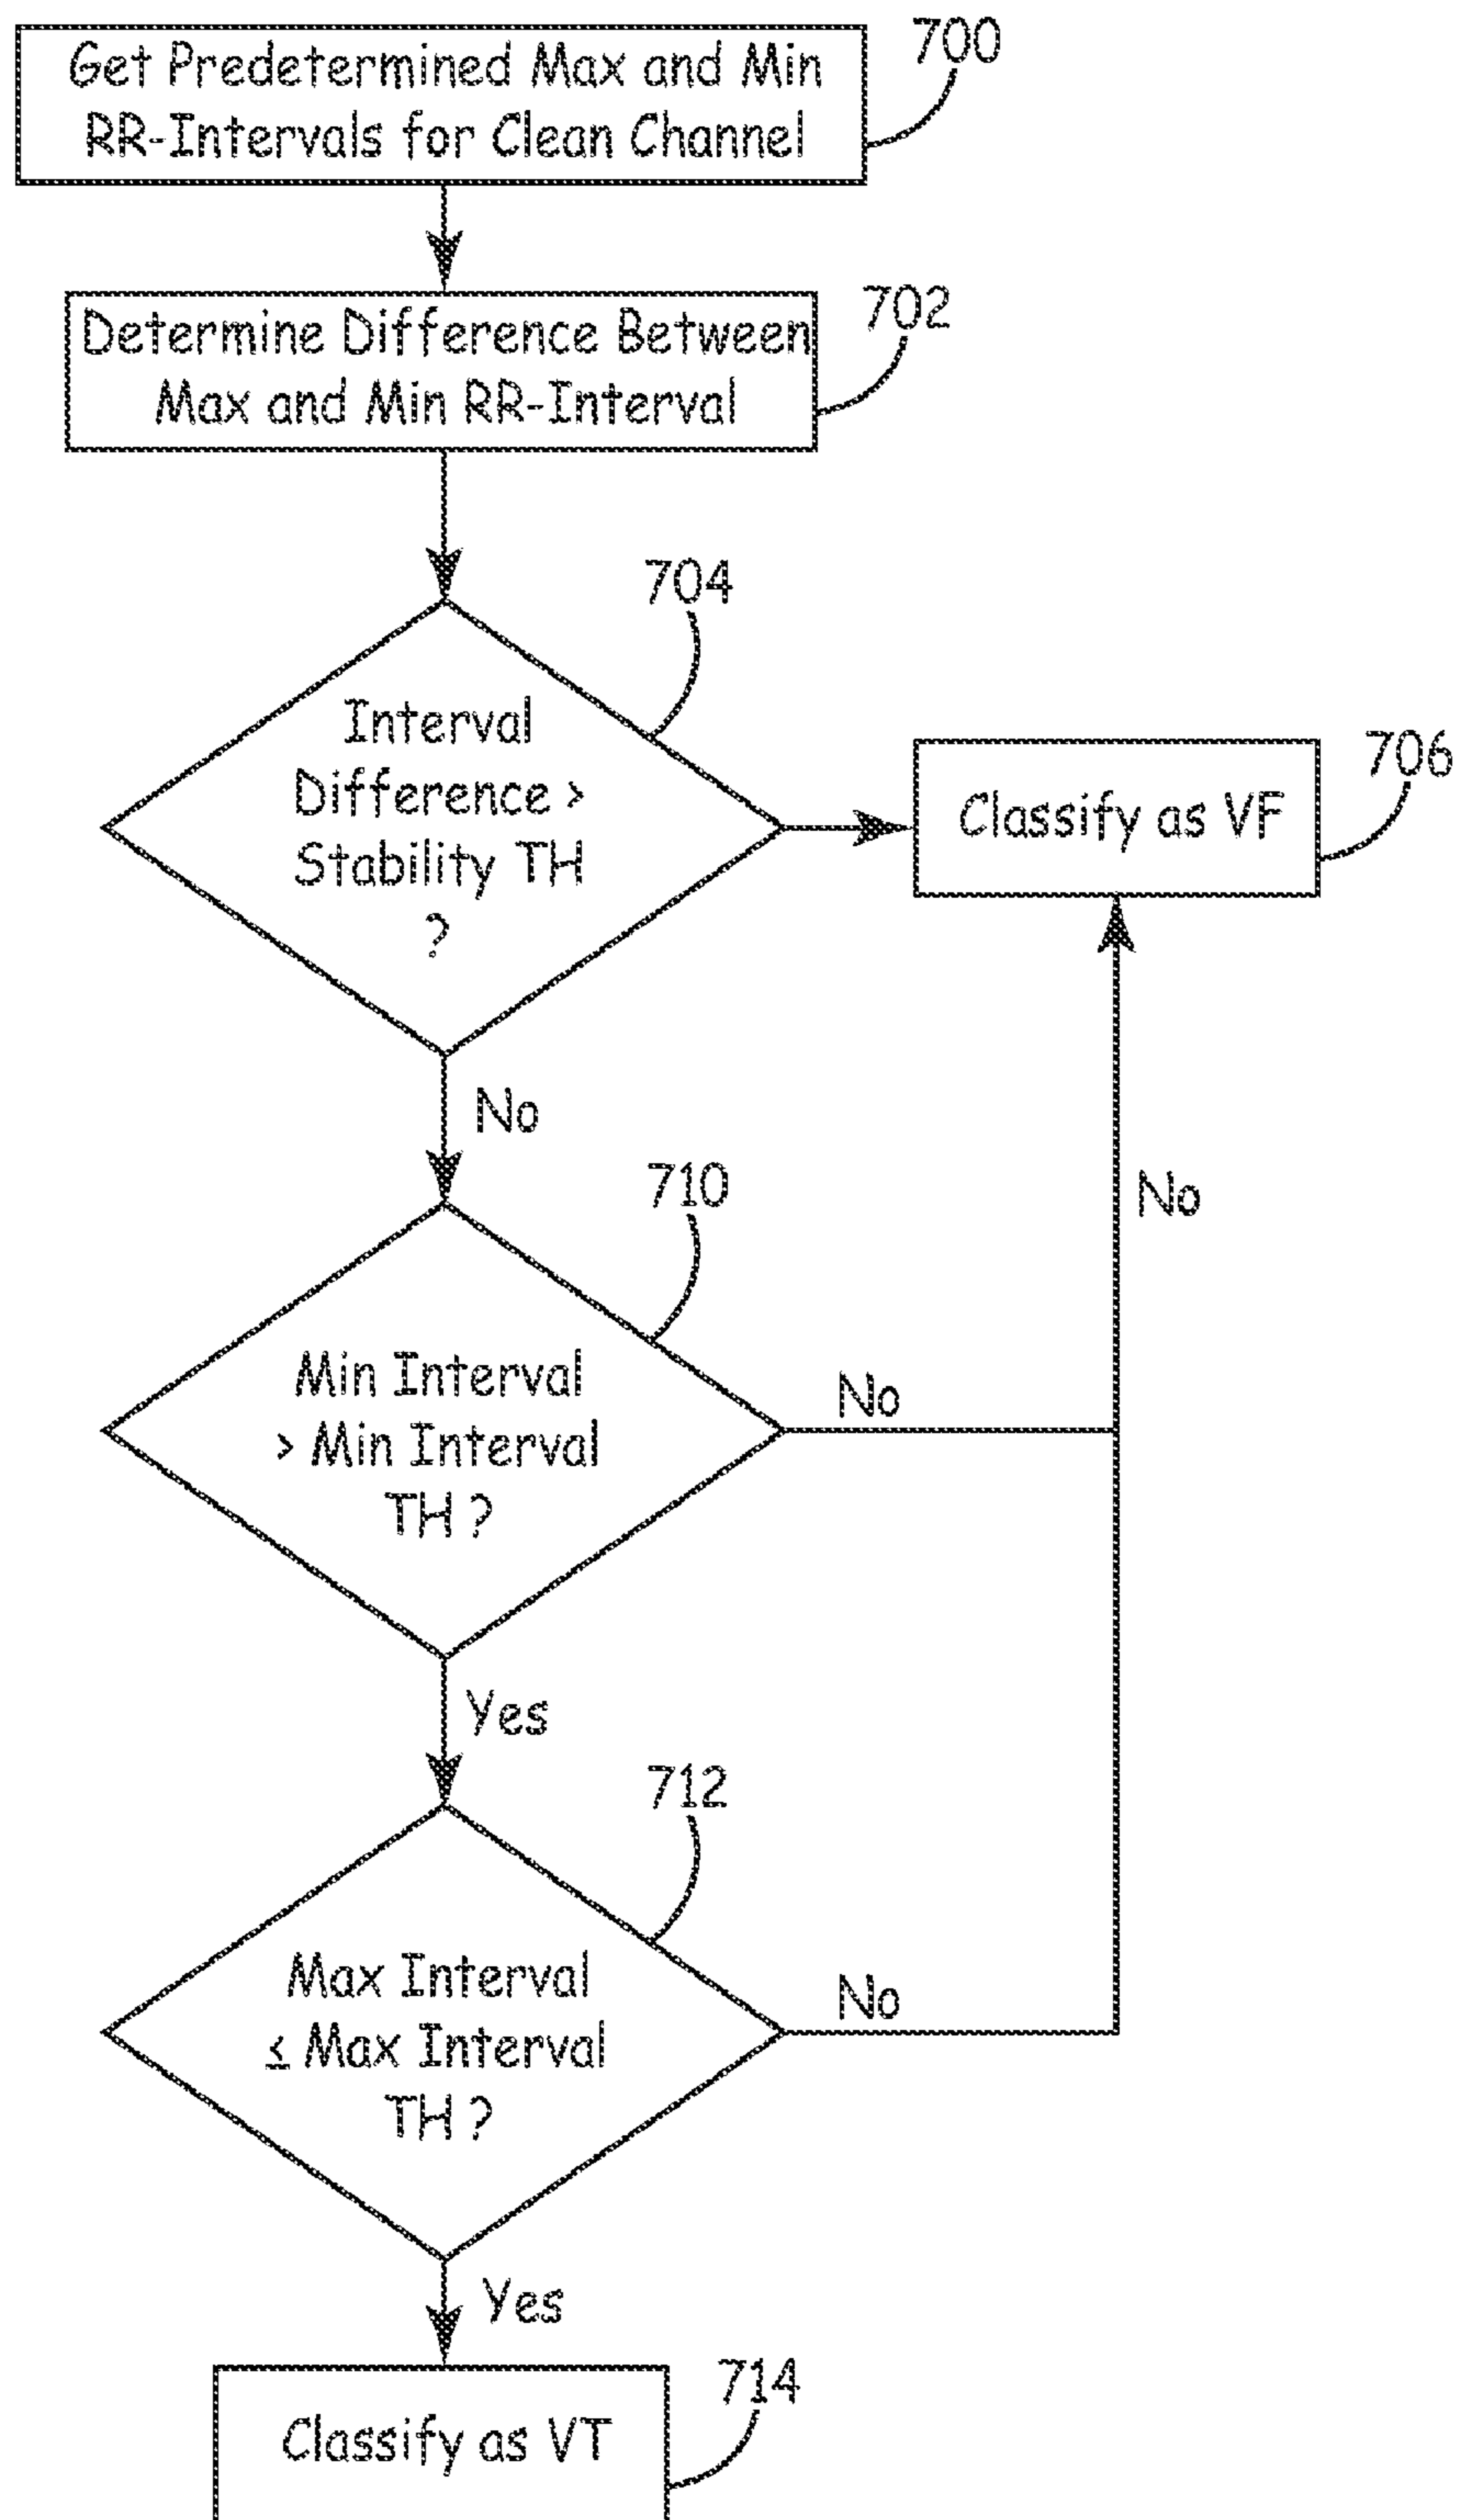 700
Get Predetermined Max and Min
RR-Intervals for Clean Channel
702
Determine Difference Between
Max and Min RR-Interval
704
Interval
Difference >
Stability TH
?
706
Classify as VF
No
710
No
Min Interval
> Min Interval
TH ?
No
Yes
712
Max Interval
≤ Max Interval
TH ?
No
Yes
714
Classify as VT